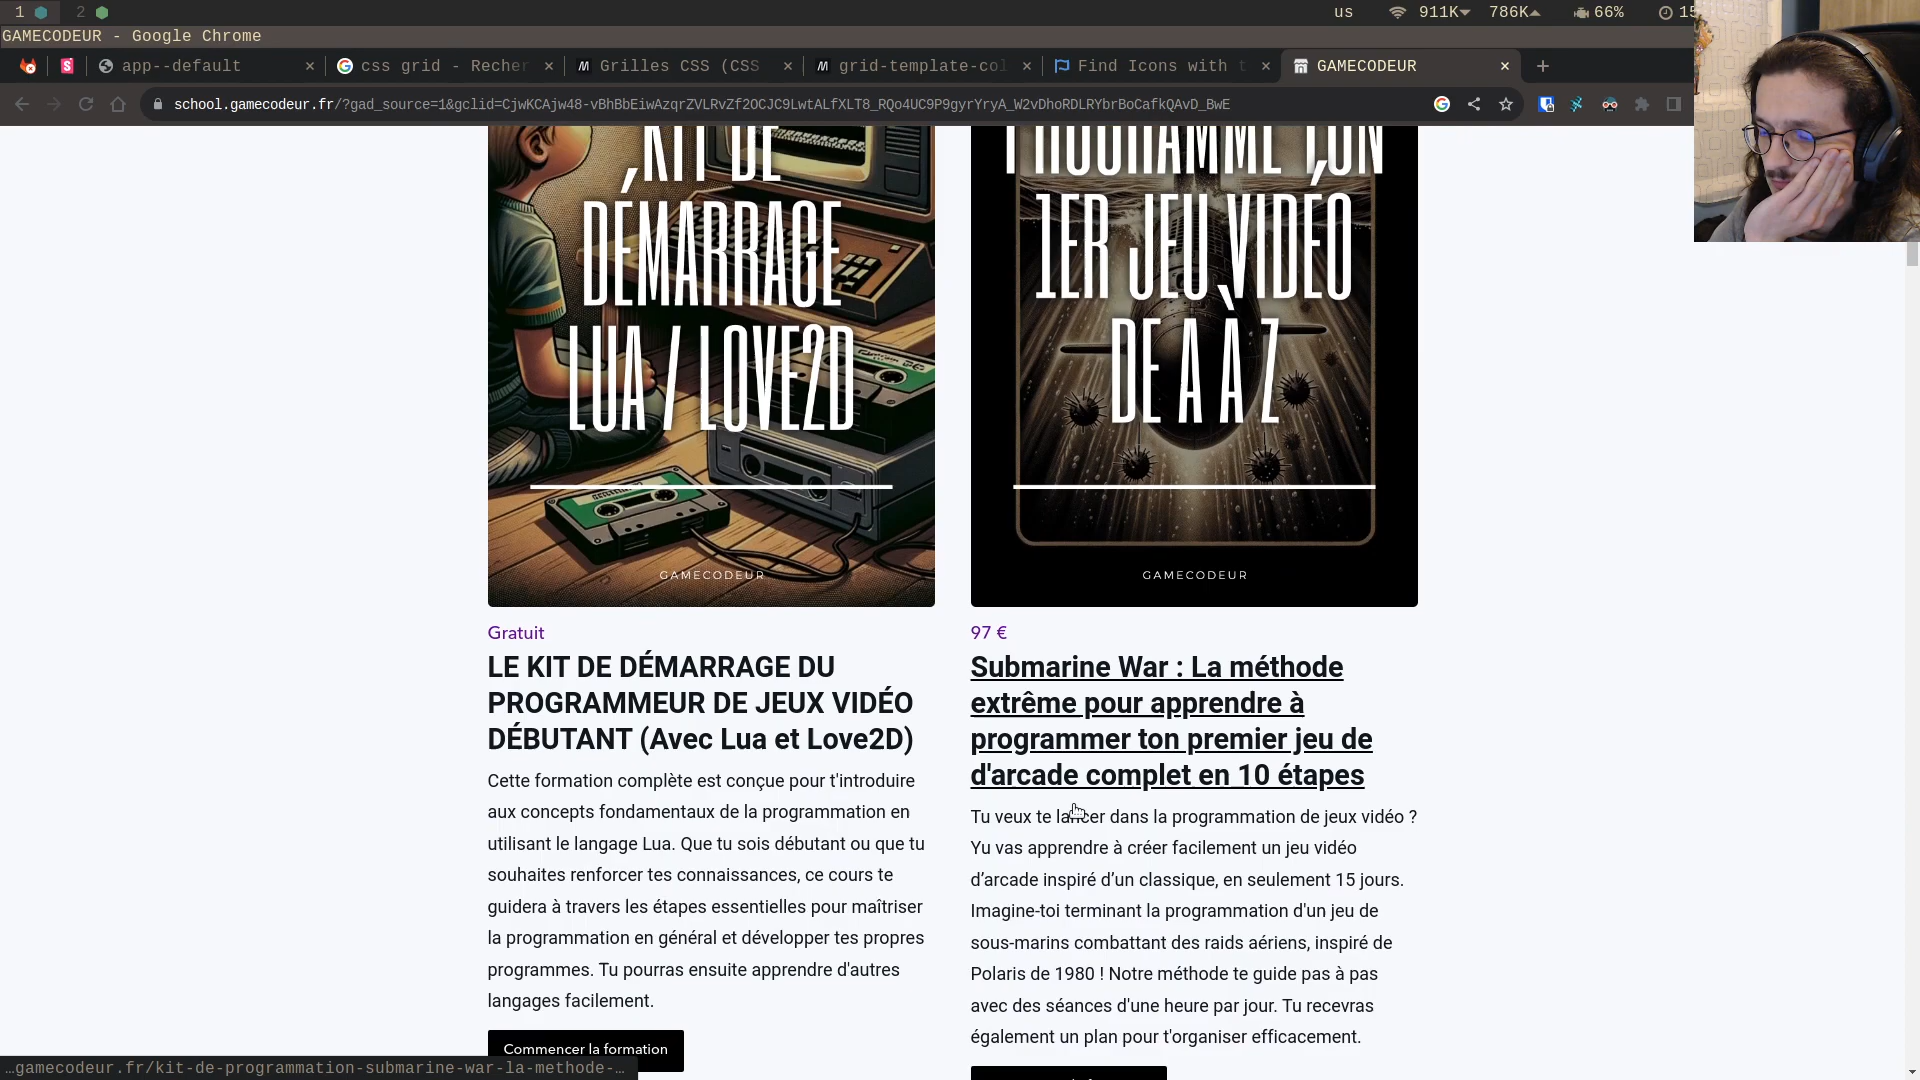 1 2 us 911K 786K 66% 15
GAMECODEUR - Google Chrome
app--default css grid - Recher Grilles CSS (CSS grid-template-col Find Icons with t GAMECODEUR
school.gamecodeur.fr/?gad_source=1&gclid=CjwKCAjw48-vBhBbEiwAzqrZVLRvZf2OCJC9LwtALfXLT8_RQo4UC9P9gyrYryA_W2vDhoRDLRYbrBoCafkQAvD_BwE
KIT DE
DÉMARRAGE
LUA / LOVE2D
GAMECODEUR
PROGRAMME TON
1ER JEU VIDÉO
DE A À Z
GAMECODEUR
Gratuit
LE KIT DE DÉMARRAGE DU
PROGRAMMEUR DE JEUX VIDÉO
DÉBUTANT (Avec Lua et Love2D)
Cette formation complète est conçue pour t'introduire
aux concepts fondamentaux de la programmation en
utilisant le langage Lua. Que tu sois débutant ou que tu
souhaites renforcer tes connaissances, ce cours te
guidera à travers les étapes essentielles pour maîtriser
la programmation en général et développer tes propres
programmes. Tu pourras ensuite apprendre d'autres
langages facilement.
Commencer la formation
97 €
Submarine War : La méthode
extrême pour apprendre à
programmer ton premier jeu de
d'arcade complet en 10 étapes
Tu veux te lancer dans la programmation de jeux vidéo ?
Yu vas apprendre à créer facilement un jeu vidéo
d’arcade inspiré d’un classique, en seulement 15 jours.
Imagine-toi terminant la programmation d'un jeu de
sous-marins combattant des raids aériens, inspiré de
Polaris de 1980 ! Notre méthode te guide pas à pas
avec des séances d'une heure par jour. Tu recevras
également un plan pour t'organiser efficacement.
…gamecodeur.fr/kit-de-programmation-submarine-war-la-methode-…